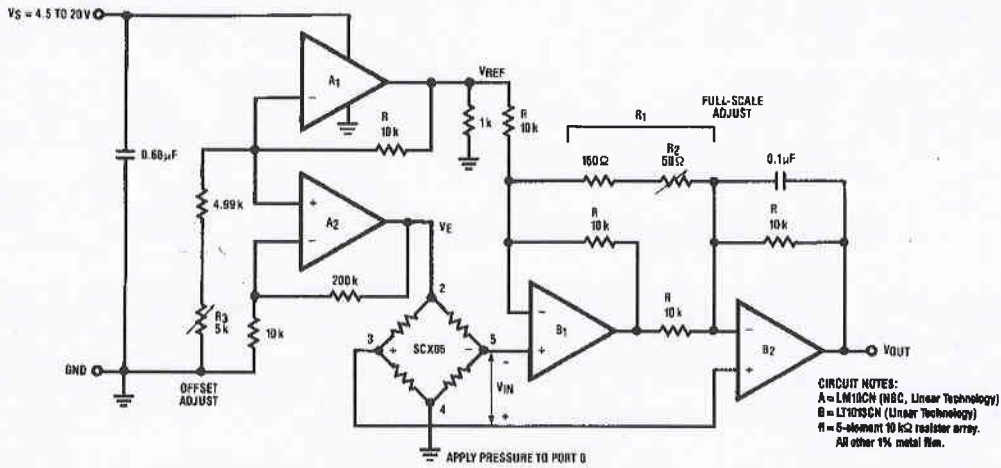 VS = 4.5 TO 20V
A1
−
VREF
R
10k
1k
R
10k
FULL-SCALE
ADJUST
R1
150Ω
R2
50Ω
0.1μF
0.68μF
4.99k
+
A2
−
VE
R
10k
R
10k
200k
R3
5k
10k
2
3
+
SCX05
−
5
4
−
VIN
+
−
B1
+
R
10k
−
B2
+
VOUT
GND
OFFSET
ADJUST
APPLY PRESSURE TO PORT B
CIRCUIT NOTES:
A = LM10CN (NSC, Linear Technology)
B = LT1013CN (Linear Technology)
R = 5-element 10 kΩ resistor array.
All other 1% metal film.